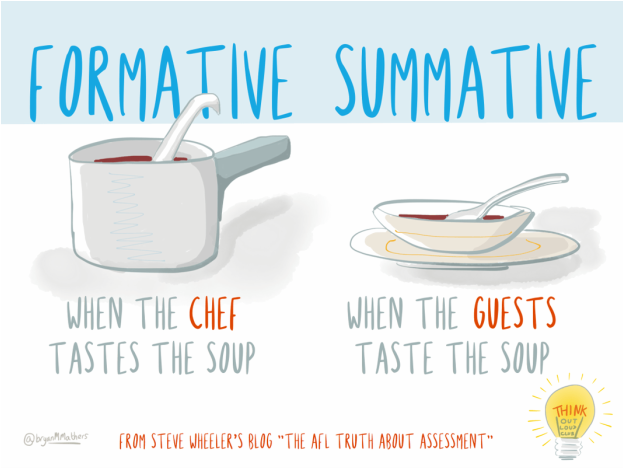 FORMATIVE SUMMATIVE
WHEN THE CHEF
TASTES THE SOUP
WHEN THE GUESTS
TASTE THE SOUP
THINK
OUT
LOUD
CLUB
@bryanMMathers
FROM STEVE WHEELER'S BLOG "THE AFL TRUTH ABOUT ASSESSMENT"